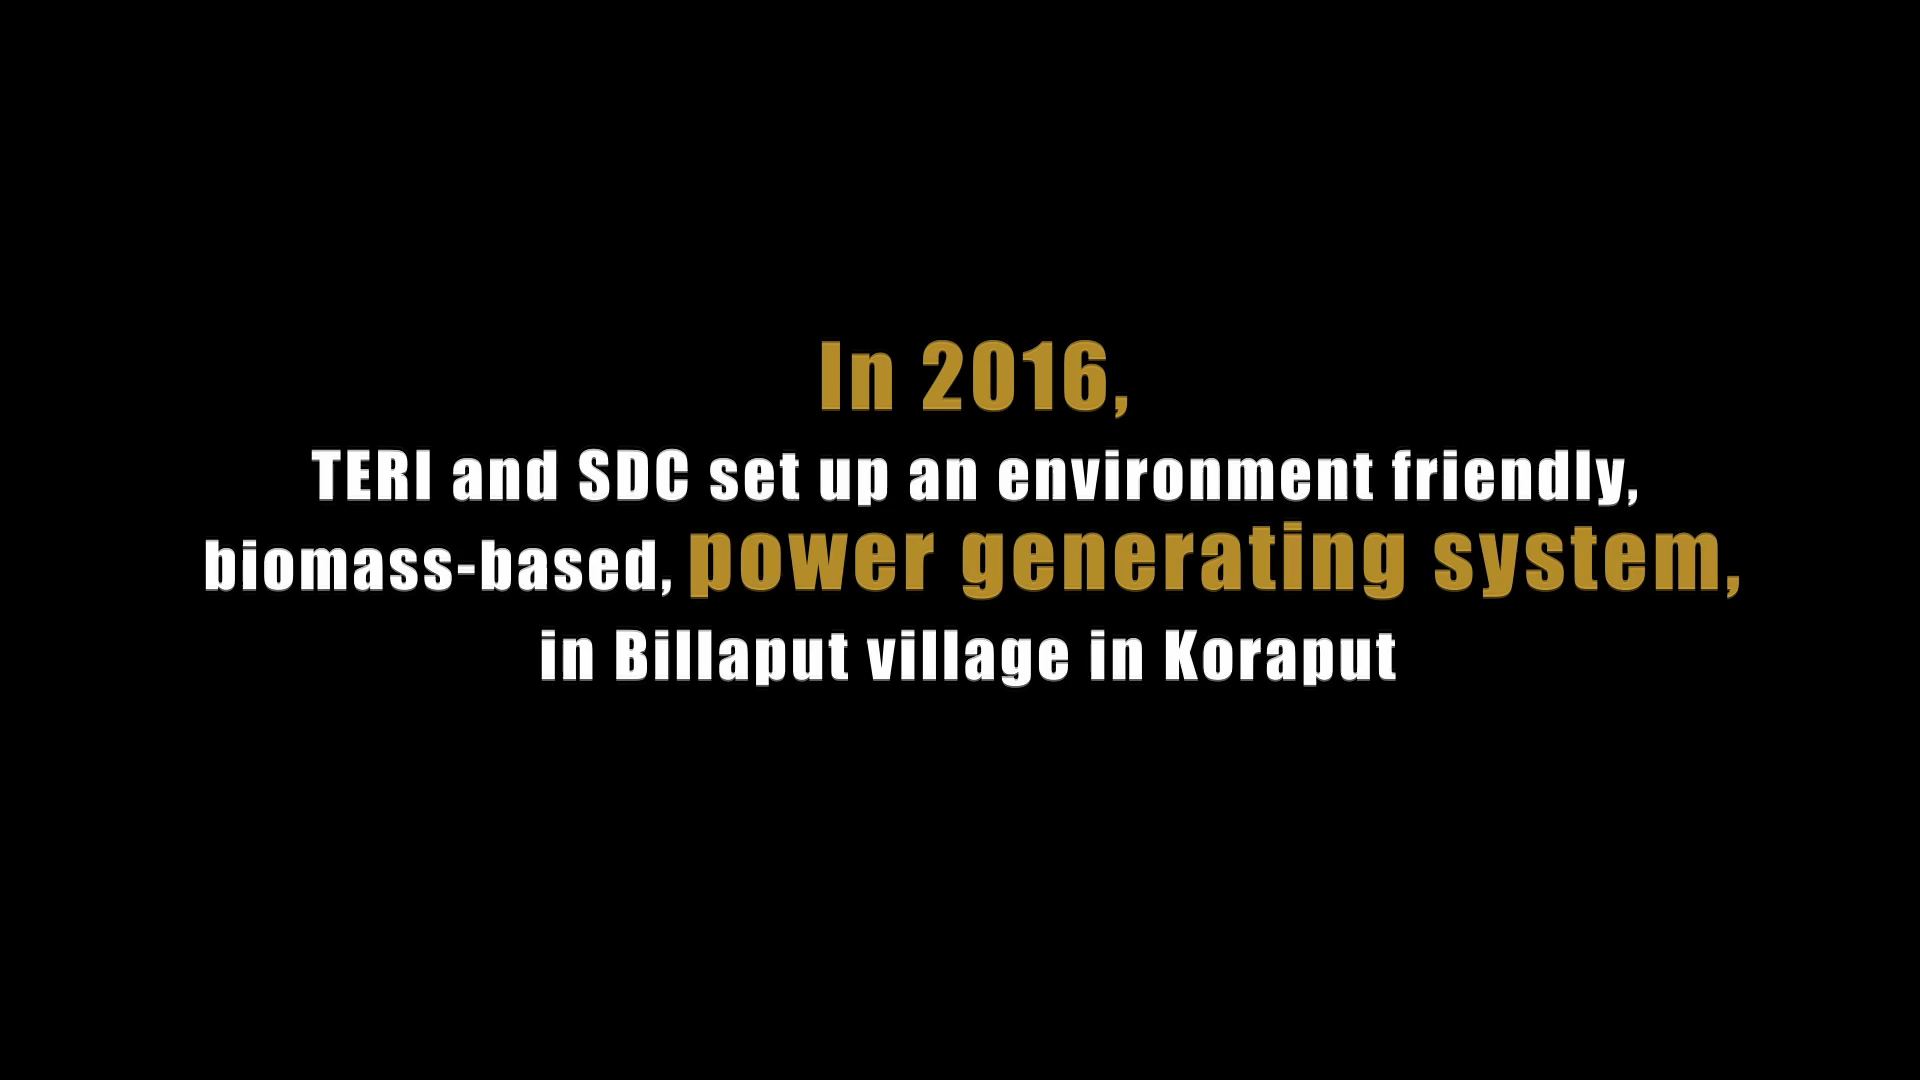 In 2016,
TERI and SDC set up an environment friendly,
biomass-based, power generating system,
in Billaput village in Koraput